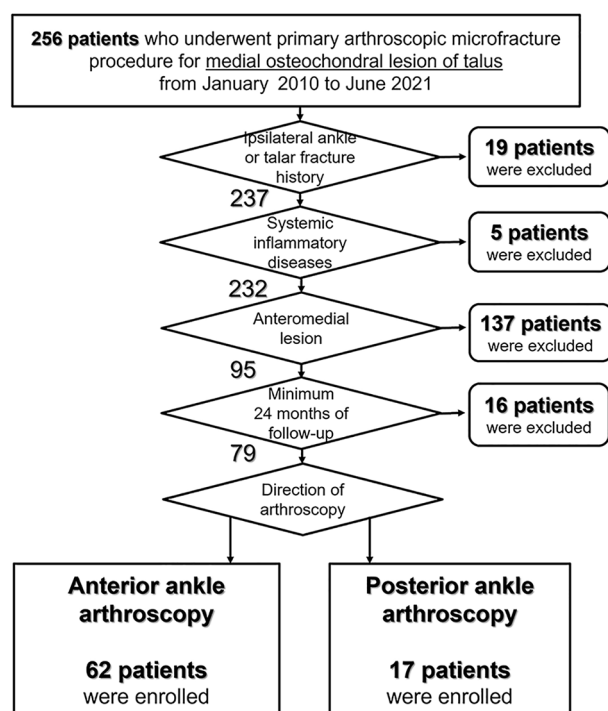 256 patients who underwent primary arthroscopic microfracture
procedure for medial osteochondral lesion of talus
from January 2010 to June 2021
Ipsilateral ankle
or talar fracture
history
19 patients
were excluded
237
Systemic
inflammatory
diseases
5 patients
were excluded
232
Anteromedial
lesion
137 patients
were excluded
95
Minimum
24 months of
follow-up
16 patients
were excluded
79
Direction of
arthroscopy
Anterior ankle
arthroscopy
62 patients
were enrolled
Posterior ankle
arthroscopy
17 patients
were enrolled